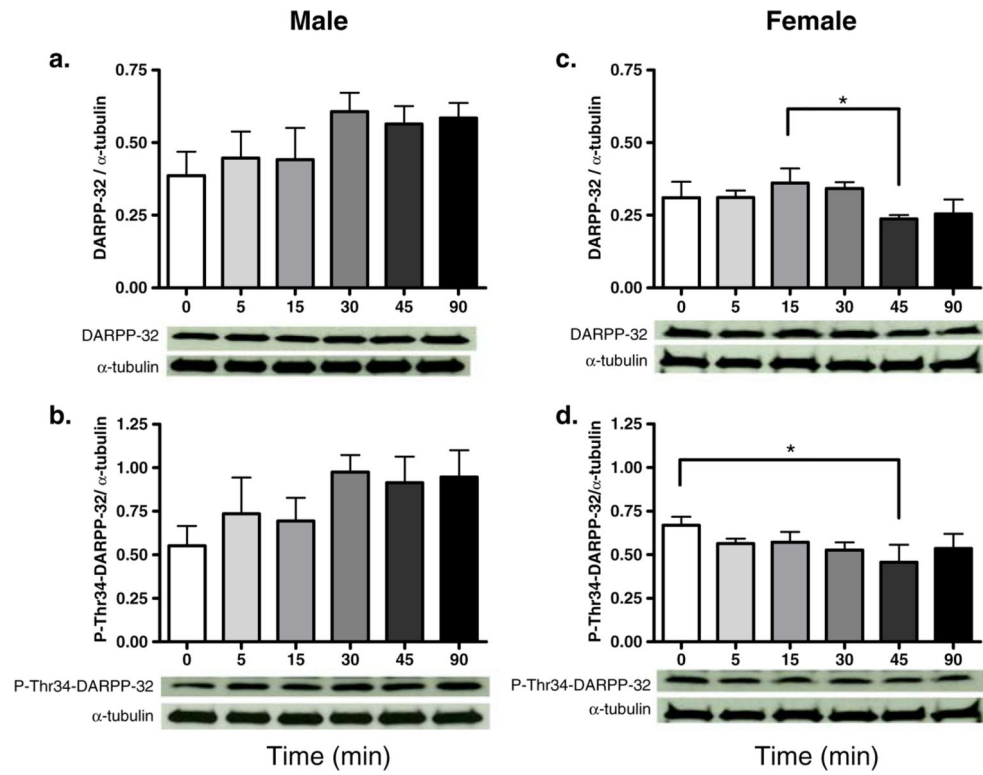 Male
a.
DARPP-32 / α-tubulin
0.75
0.50
0.25
0.00
0 5 15 30 45 90
DARPP-32
α-tubulin
b.
P-Thr34-DARPP-32/ α-tubulin
1.25
1.00
0.75
0.50
0.25
0.00
0 5 15 30 45 90
P-Thr34-DARPP-32
α-tubulin
Time (min)
Female
c.
DARPP-32 / α-tubulin
0.75
0.50
0.25
0.00
*
0 5 15 30 45 90
DARPP-32
α-tubulin
d.
P-Thr34-DARPP-32/α-tubulin
1.25
1.00
0.75
0.50
0.25
0.00
*
0 5 15 30 45 90
P-Thr34-DARPP-32
α-tubulin
Time (min)